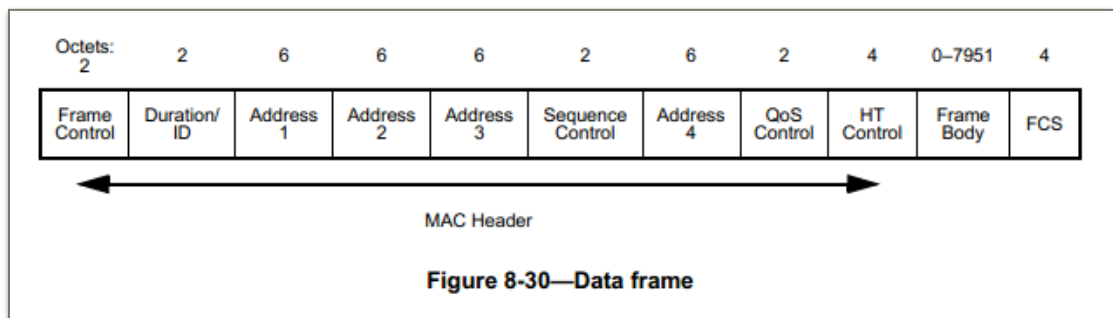 Octets:
2 2 6 6 6 2 6 2 4 0–7951 4
Frame Control Duration/ ID Address 1 Address 2 Address 3 Sequence Control Address 4 QoS Control HT Control Frame Body FCS
MAC Header
Figure 8-30—Data frame